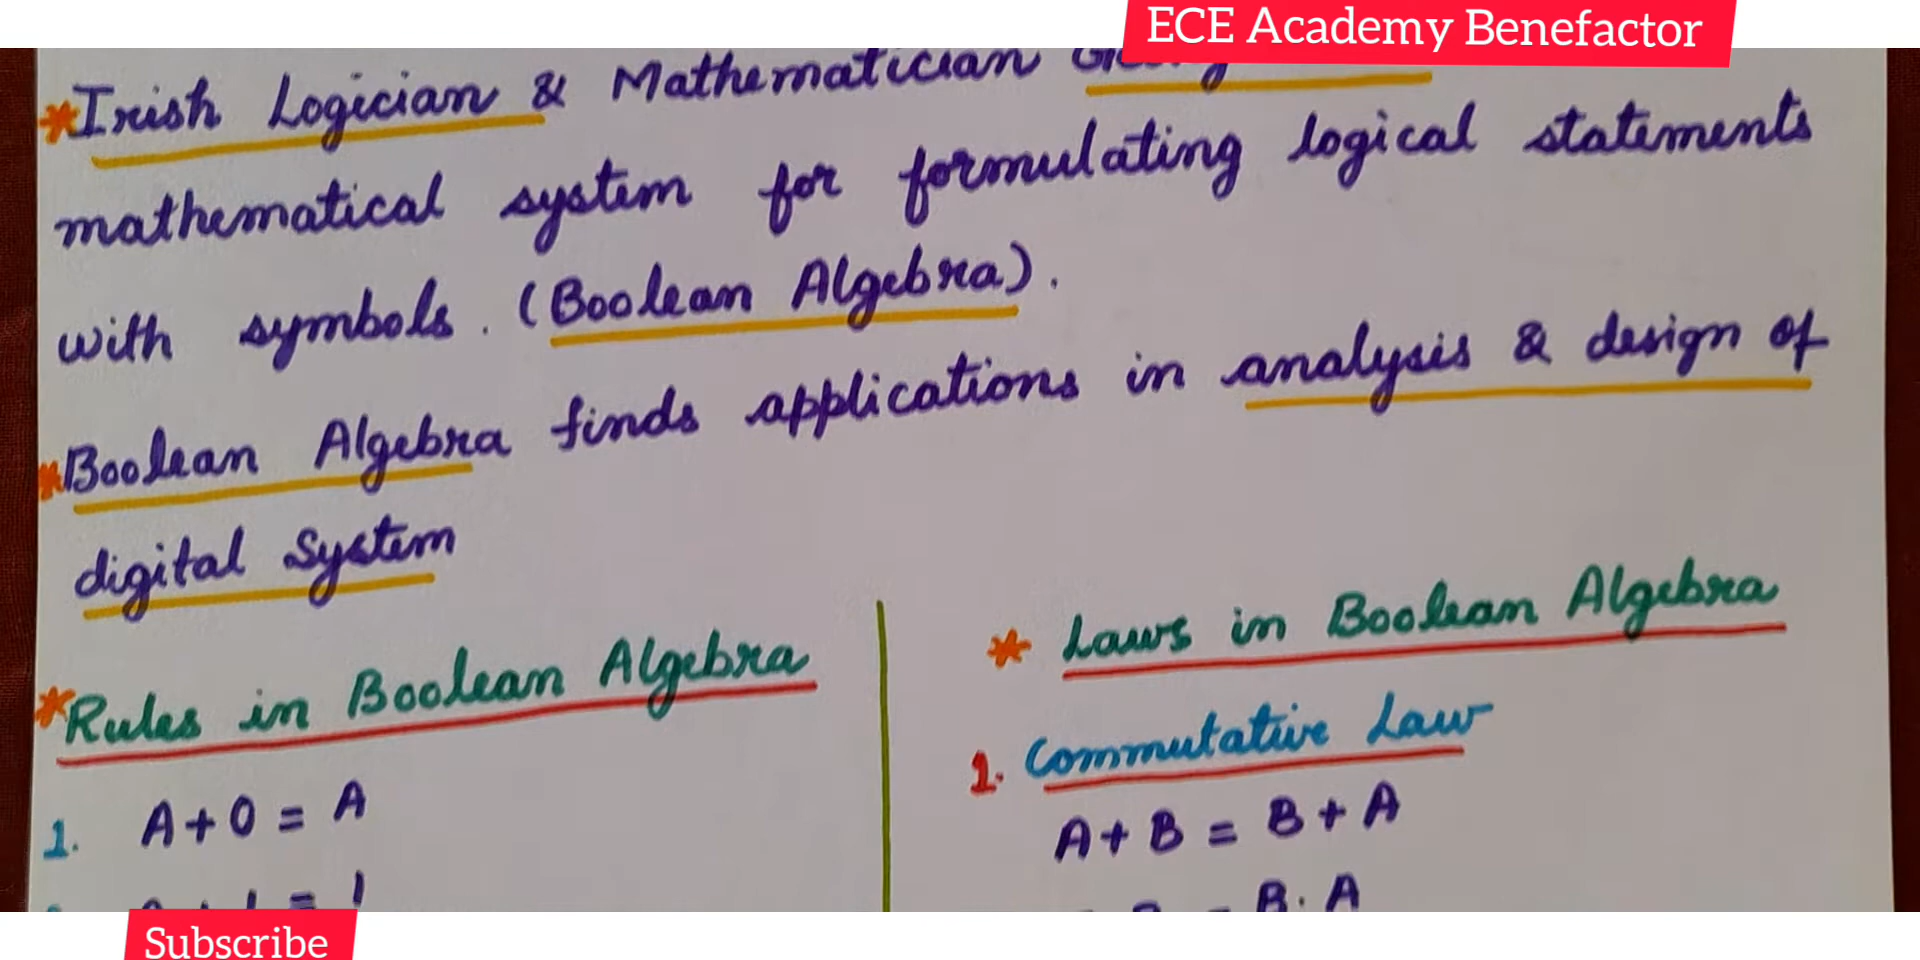 ECE Academy Benefactor
*Irish Logician & Mathematician
mathematical system for formulating logical statements
with symbols. (Boolean Algebra).
*Boolean Algebra finds applications in analysis & design of
digital System
*Rules in Boolean Algebra
1. A+0 = A
+ 1 = 1
* Laws in Boolean Algebra
1. Commutative Law
A+B = B+A
= B.A
Subscribe